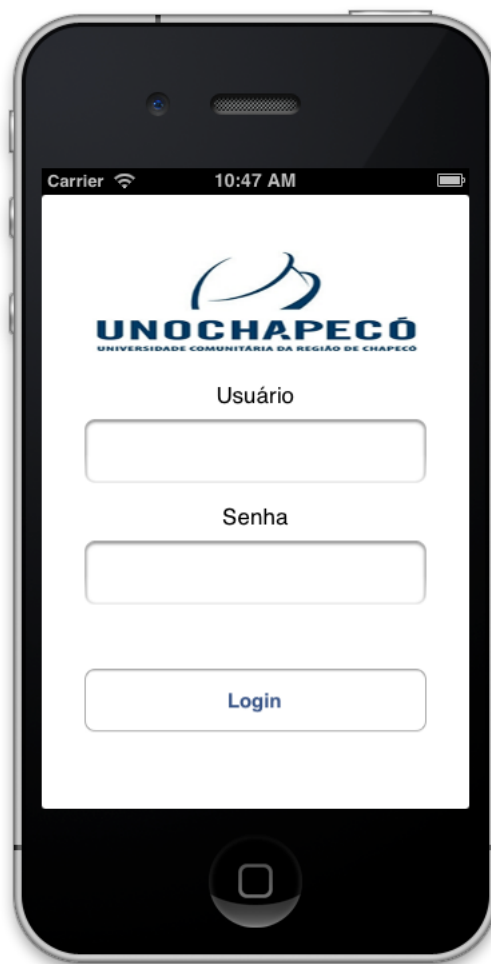 Carrier 10:47 AM
UNOCHAPECÓ
UNIVERSIDADE COMUNITÁRIA DA REGIÃO DE CHAPECÓ
Usuário
Senha
Login